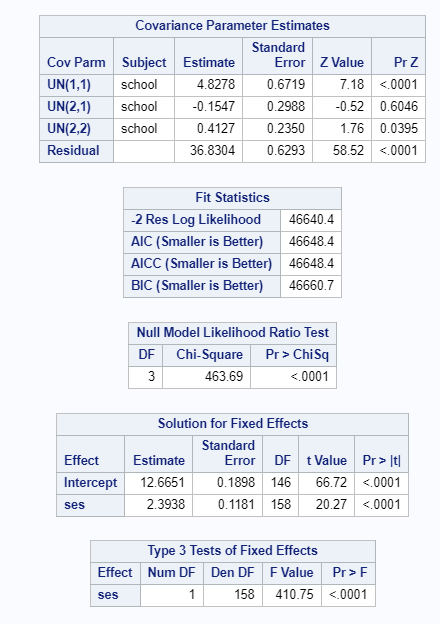 Covariance Parameter Estimates
Cov Parm Subject Estimate Standard Error Z Value Pr Z
UN(1,1) school 4.8278 0.6719 7.18 <.0001
UN(2,1) school -0.1547 0.2988 -0.52 0.6046
UN(2,2) school 0.4127 0.2350 1.76 0.0395
Residual 36.8304 0.6293 58.52 <.0001
Fit Statistics
-2 Res Log Likelihood 46640.4
AIC (Smaller is Better) 46648.4
AICC (Smaller is Better) 46648.4
BIC (Smaller is Better) 46660.7
Null Model Likelihood Ratio Test
DF Chi-Square Pr > ChiSq
3 463.69 <.0001
Solution for Fixed Effects
Effect Estimate Standard Error DF t Value Pr > |t|
Intercept 12.6651 0.1898 146 66.72 <.0001
ses 2.3938 0.1181 158 20.27 <.0001
Type 3 Tests of Fixed Effects
Effect Num DF Den DF F Value Pr > F
ses 1 158 410.75 <.0001